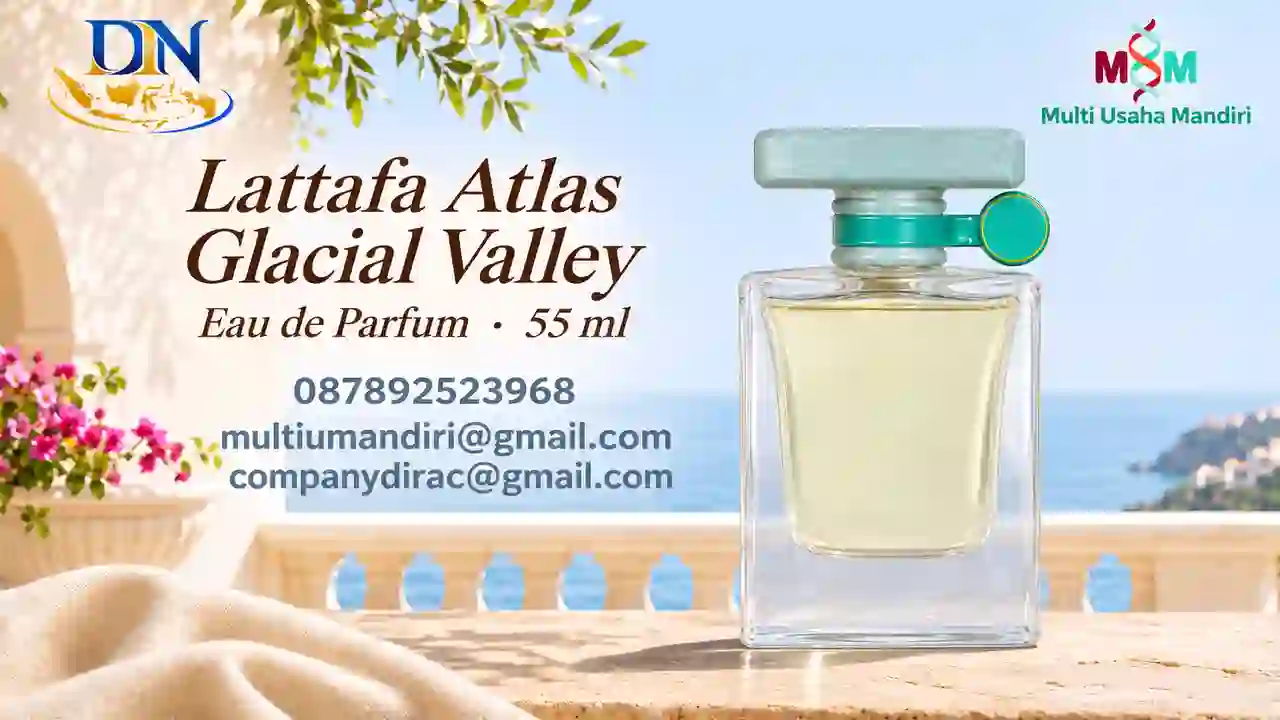 DN
M M
Multi Usaha Mandiri
Lattafa Atlas
Glacial Valley
Eau de Parfum • 55 ml
087892523968
multiumandiri@gmail.com
companydirac@gmail.com